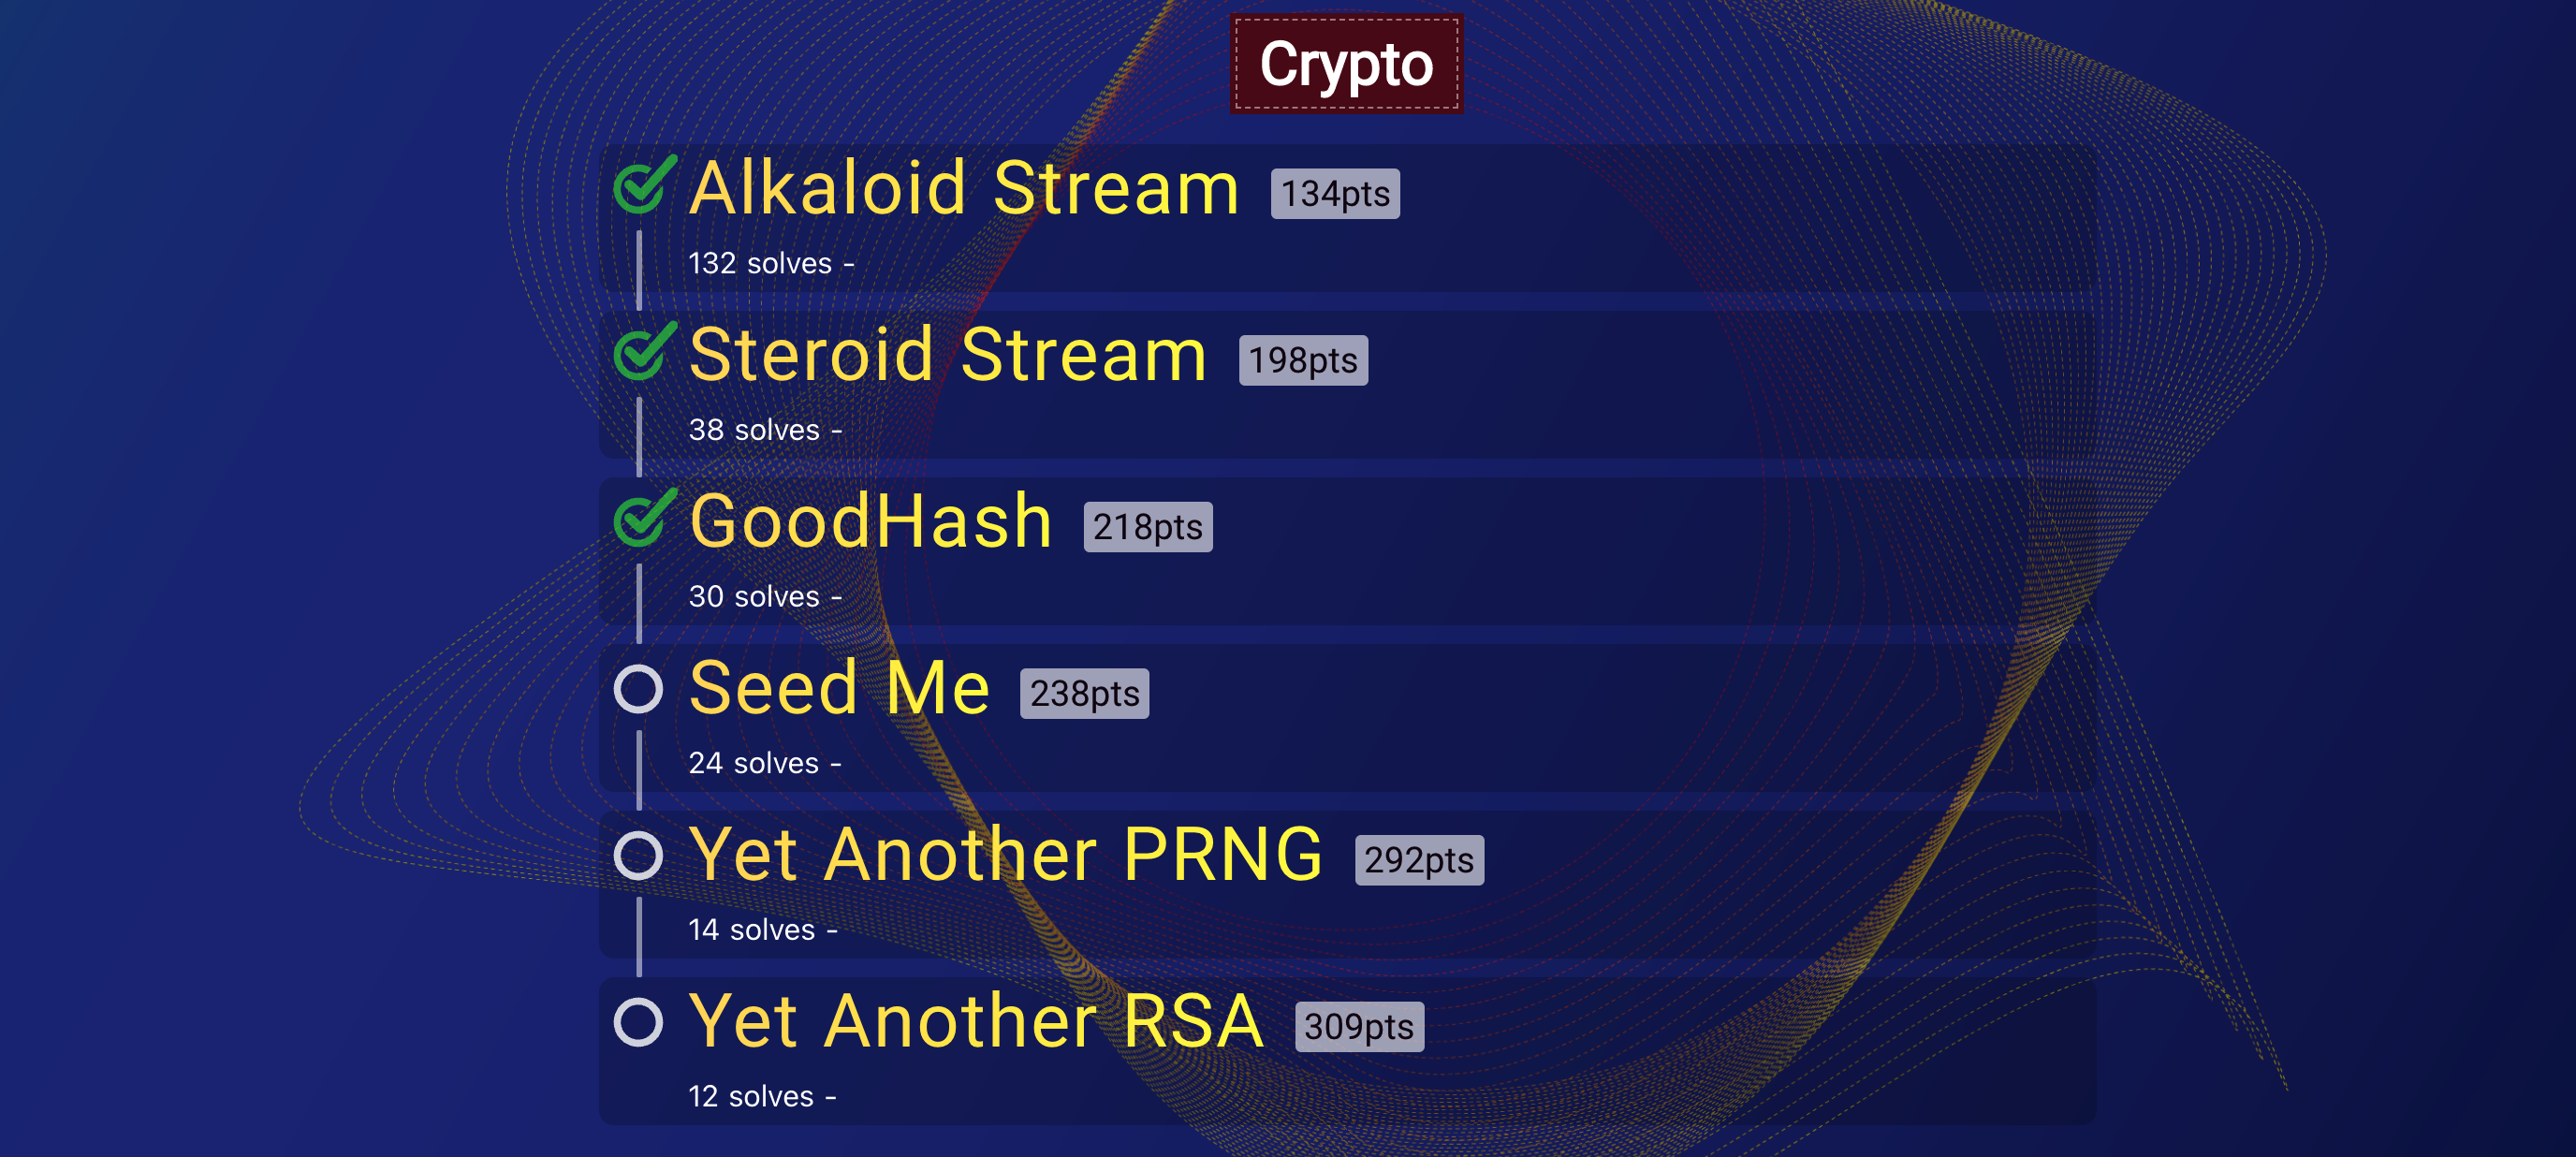 Crypto
Alkaloid Stream 134pts
132 solves -
Steroid Stream 198pts
38 solves -
GoodHash 218pts
30 solves -
Seed Me 238pts
24 solves -
Yet Another PRNG 292pts
14 solves -
Yet Another RSA 309pts
12 solves -